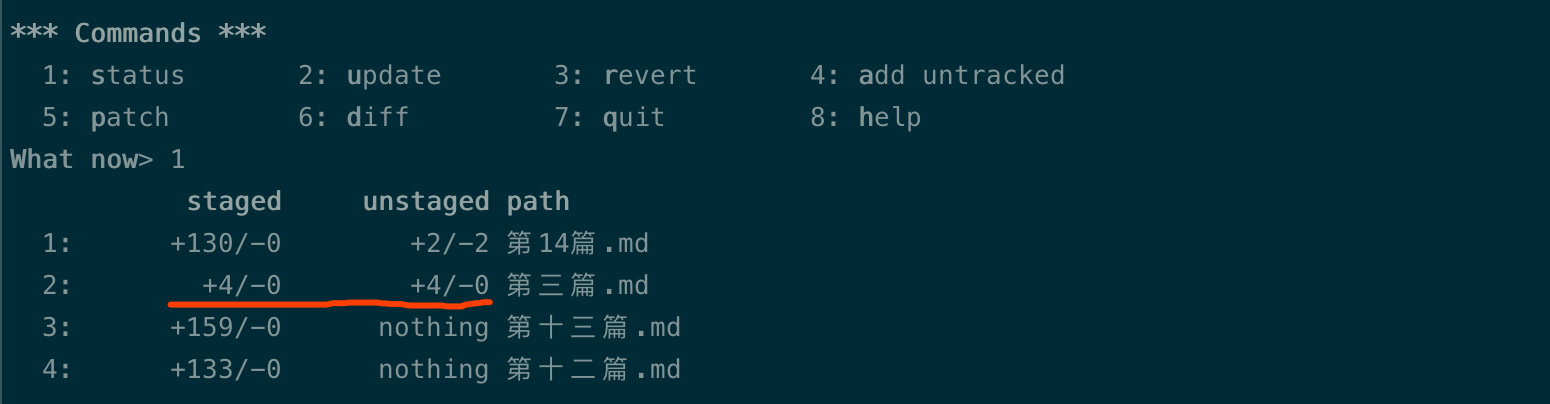 *** Commands ***
1: status 2: update 3: revert 4: add untracked
5: patch 6: diff 7: quit 8: help
What now> 1
staged unstaged path
1: +130/-0 +2/-2 第14篇.md
2: +4/-0 +4/-0 第三篇.md
3: +159/-0 nothing 第十三篇.md
4: +133/-0 nothing 第十二篇.md